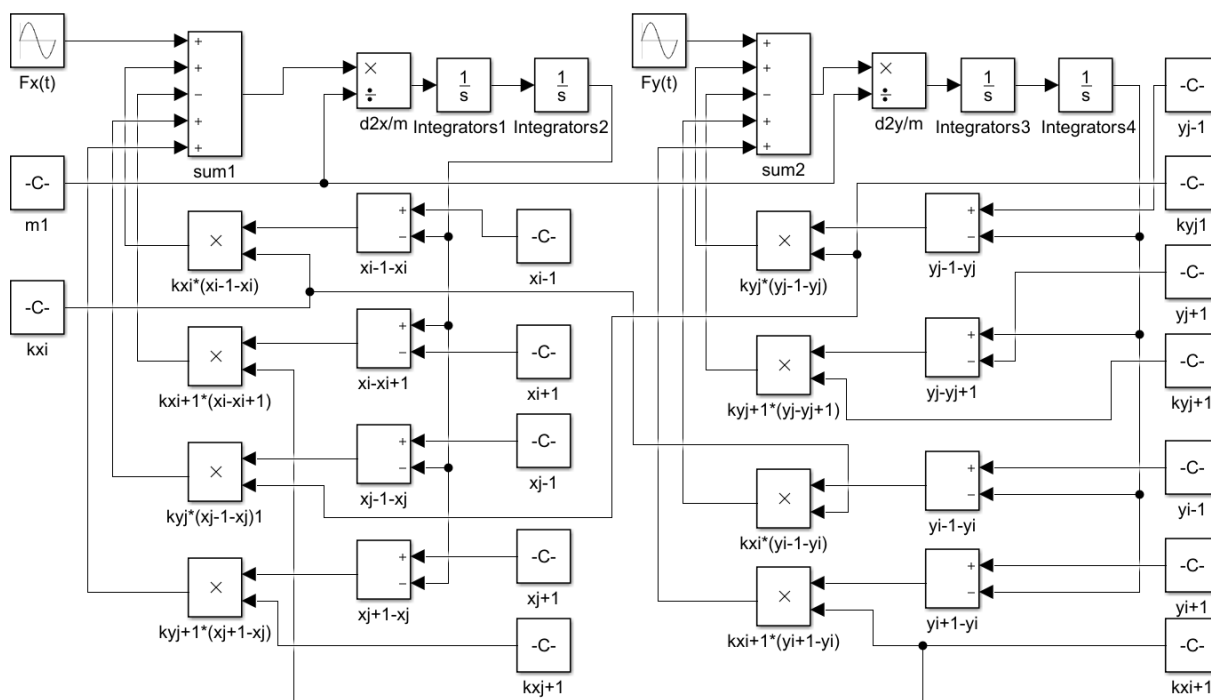 Fx(t)
+
+
−
+
+
sum1
×
÷
d2x/m
1
s
Integrators1
1
s
Integrators2
Fy(t)
+
+
−
+
+
sum2
×
÷
d2y/m
1
s
Integrators3
1
s
Integrators4
-C-
yj-1
-C-
m1
×
kxi*(xi-1-xi)
+
−
xi-1-xi
-C-
xi-1
×
kyj*(yj-1-yj)
+
−
yj-1-yj
-C-
kyj1
-C-
kxi
×
kxi+1*(xi-xi+1)
+
−
xi-xi+1
-C-
xi+1
×
kyj+1*(yj-yj+1)
+
−
yj-yj+1
-C-
yj+1
-C-
kyj+1
×
kyj*(xj-1-xj)1
+
−
xj-1-xj
-C-
xj-1
×
kxi*(yi-1-yi)
+
−
yi-1-yi
-C-
yi-1
×
kyj+1*(xj+1-xj)
+
−
xj+1-xj
-C-
xj+1
-C-
kxj+1
×
kxi+1*(yi+1-yi)
+
−
yi+1-yi
-C-
yi+1
-C-
kxi+1